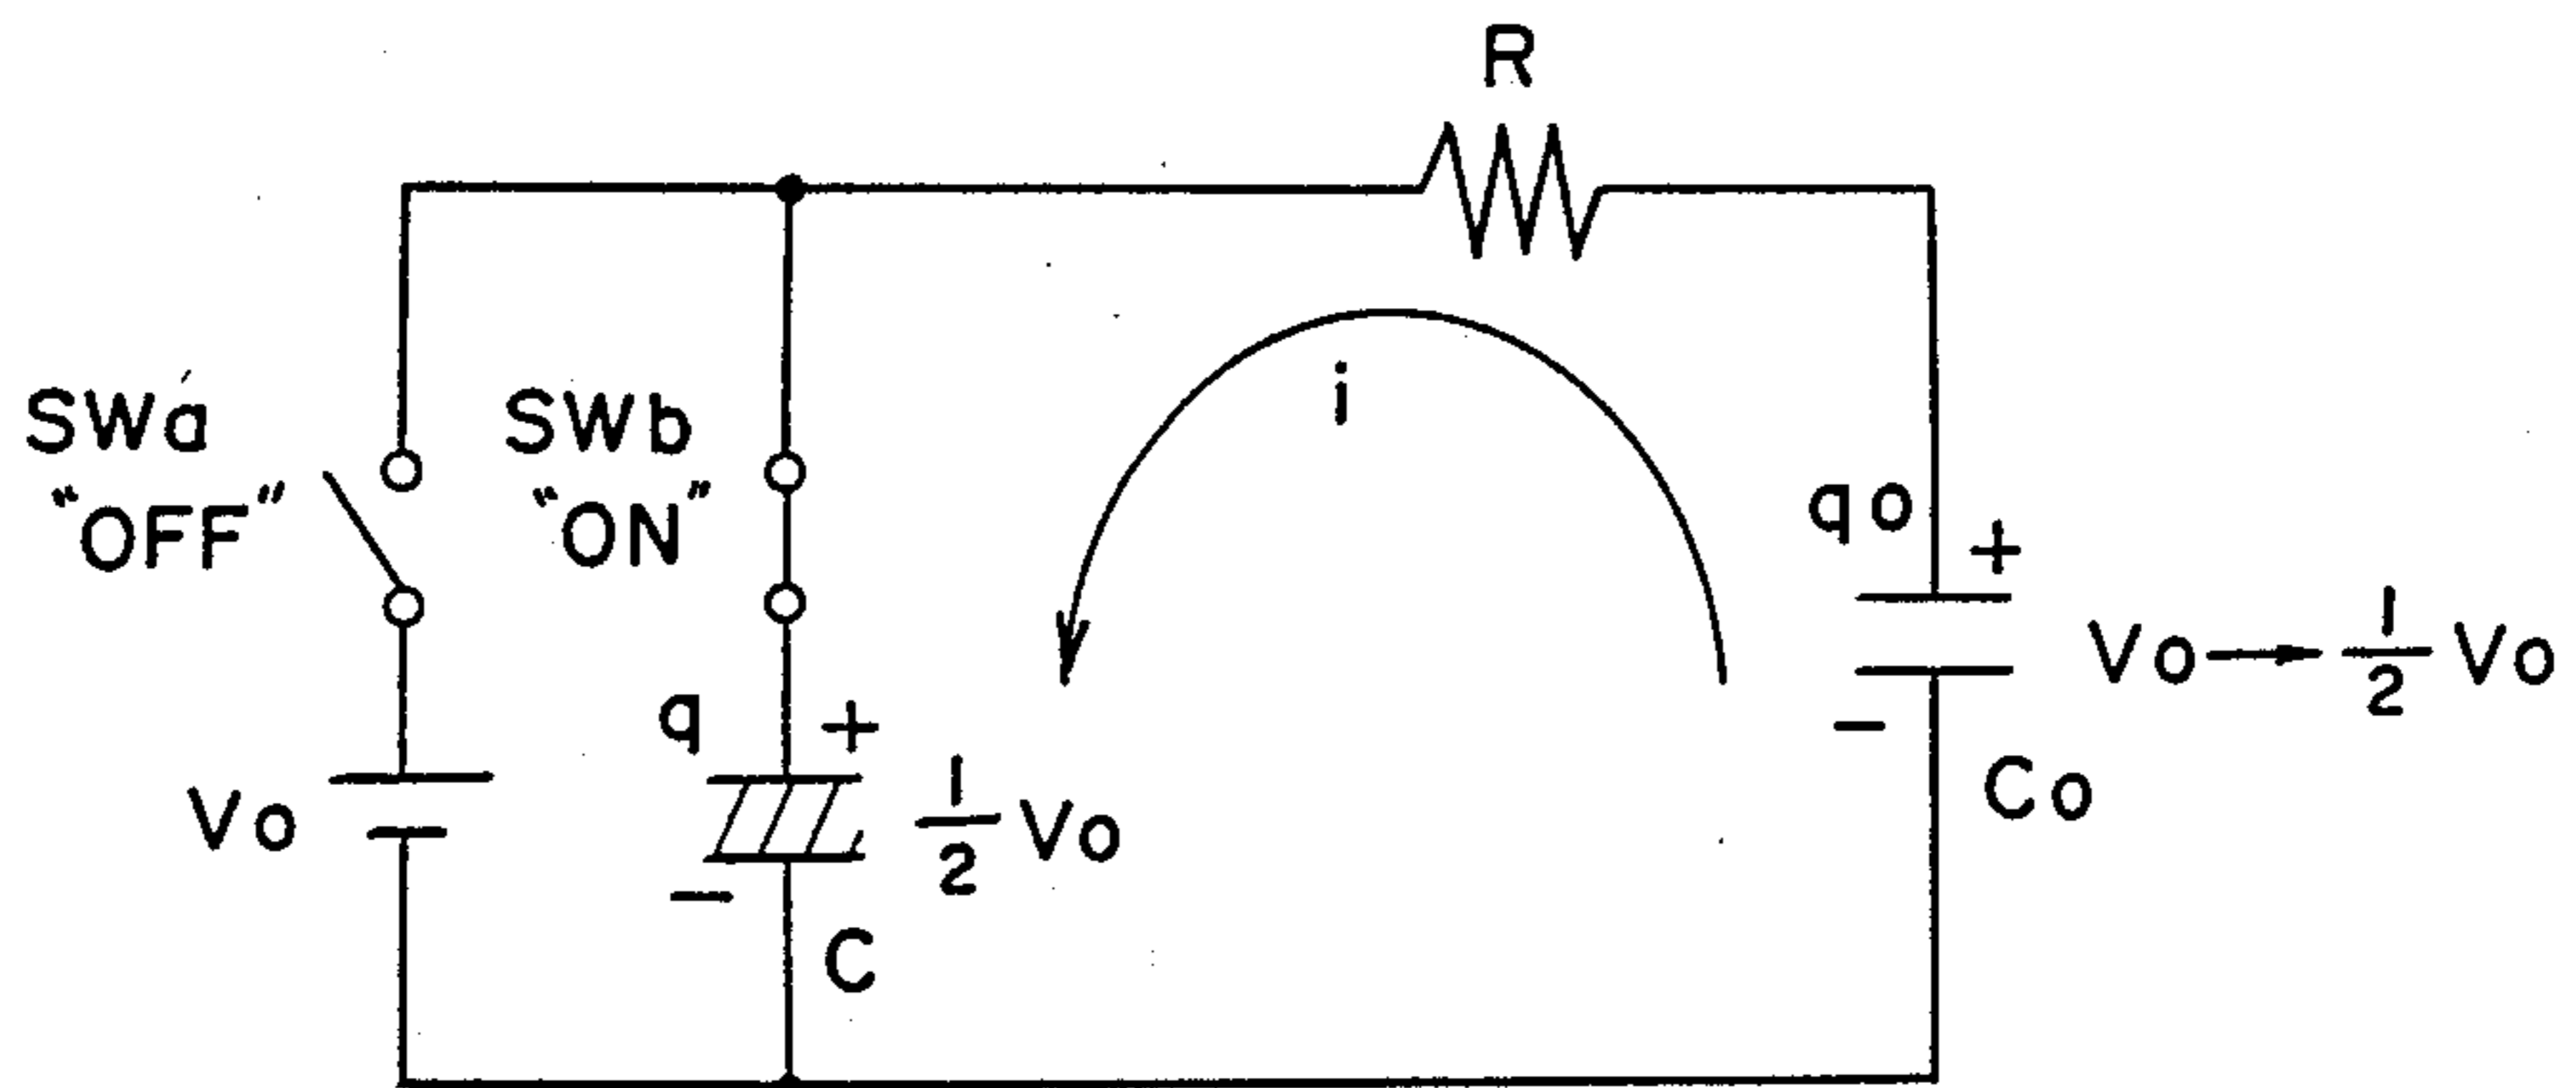 R
SWa
"OFF"
SWb
"ON"
i
qo
+
Vo → 1/2 Vo
-
Co
q
+
1/2 Vo
-
C
Vo